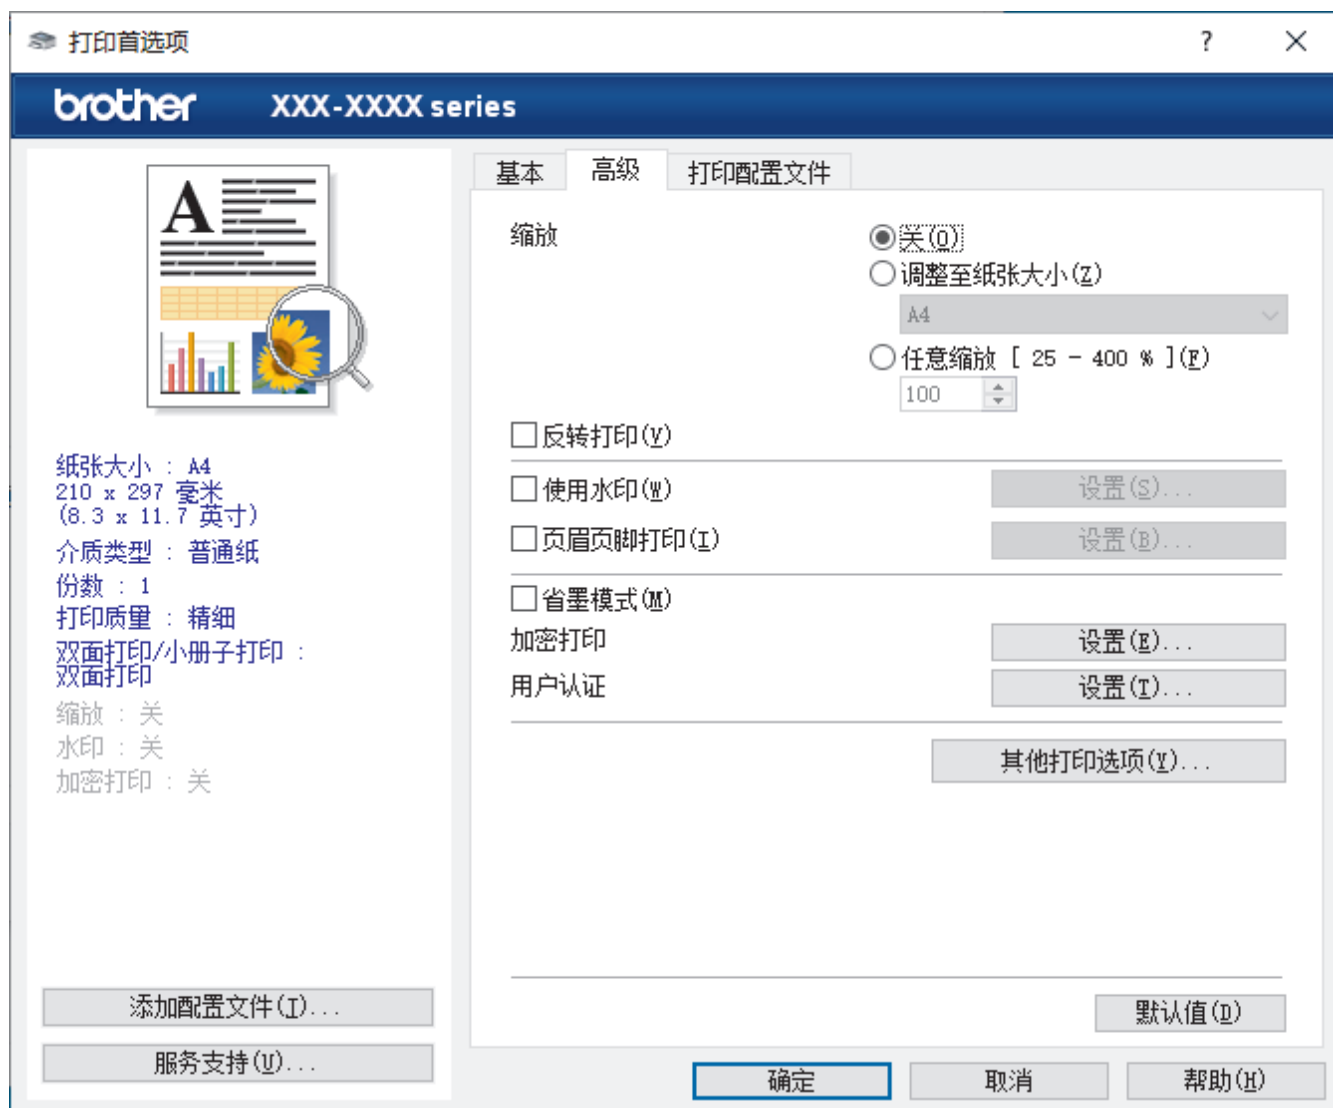 打印首选项
brother XXX-XXXX series
基本 高级 打印配置文件
A
缩放
关(O)
调整至纸张大小(Z)
A4
任意缩放 [ 25 - 400 % ](F)
100
反转打印(V)
使用水印(W) 设置(S)...
页眉页脚打印(I) 设置(B)...
省墨模式(M)
加密打印 设置(E)...
用户认证 设置(T)...
其他打印选项(Y)...
默认值(D)
纸张大小 : A4
210 x 297 毫米
(8.3 x 11.7 英寸)
介质类型 : 普通纸
份数 : 1
打印质量 : 精细
双面打印/小册子打印 :
双面打印
缩放 : 关
水印 : 关
加密打印 : 关
添加配置文件(J)...
服务支持(U)...
确定 取消 帮助(H)